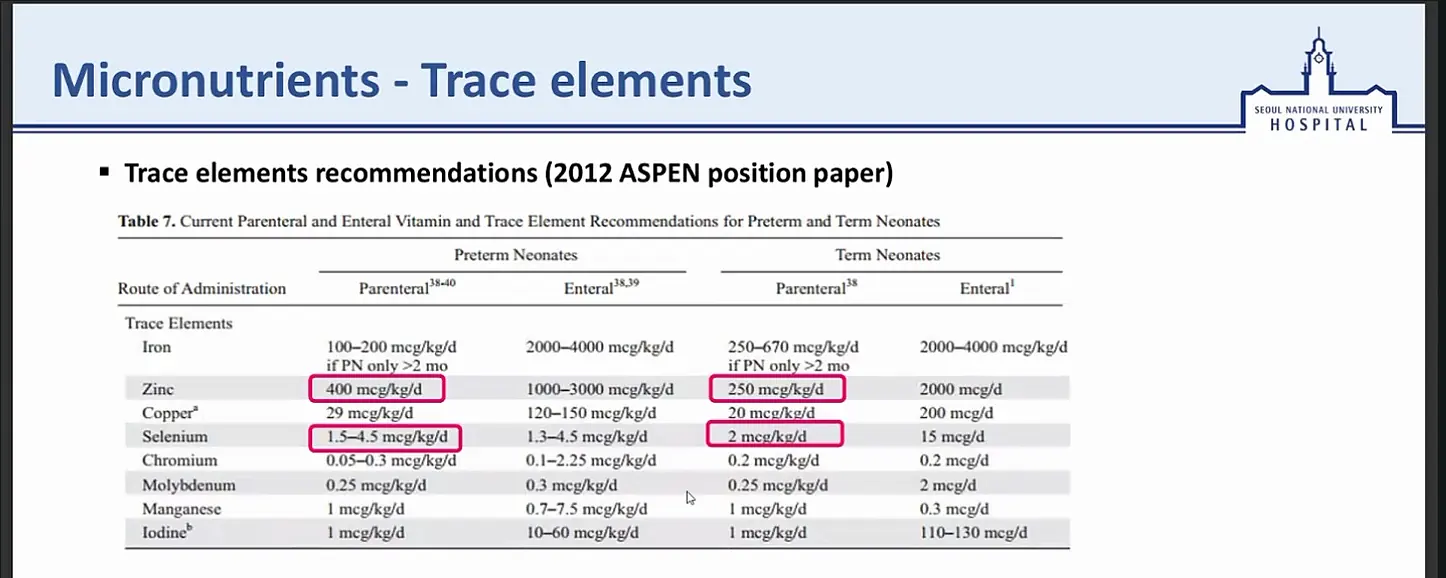 Micronutrients - Trace elements
SEOUL NATIONAL UNIVERSITY
HOSPITAL
▪ Trace elements recommendations (2012 ASPEN position paper)
Table 7. Current Parenteral and Enteral Vitamin and Trace Element Recommendations for Preterm and Term Neonates
Preterm Neonates Term Neonates
Route of Administration Parenteral38-40 Enteral38,39 Parenteral38 Enteral1
Trace Elements
Iron 100–200 mcg/kg/d 2000–4000 mcg/kg/d 250–670 mcg/kg/d 2000–4000 mcg/kg/d
if PN only >2 mo if PN only >2 mo
Zinc 400 mcg/kg/d 1000–3000 mcg/kg/d 250 mcg/kg/d 2000 mcg/d
Coppera 29 mcg/kg/d 120–150 mcg/kg/d 20 mcg/kg/d 200 mcg/d
Selenium 1.5–4.5 mcg/kg/d 1.3–4.5 mcg/kg/d 2 mcg/kg/d 15 mcg/d
Chromium 0.05–0.3 mcg/kg/d 0.1–2.25 mcg/kg/d 0.2 mcg/kg/d 0.2 mcg/d
Molybdenum 0.25 mcg/kg/d 0.3 mcg/kg/d 0.25 mcg/kg/d 2 mcg/d
Manganese 1 mcg/kg/d 0.7–7.5 mcg/kg/d 1 mcg/kg/d 0.3 mcg/d
Iodineb 1 mcg/kg/d 10–60 mcg/kg/d 1 mcg/kg/d 110–130 mcg/d